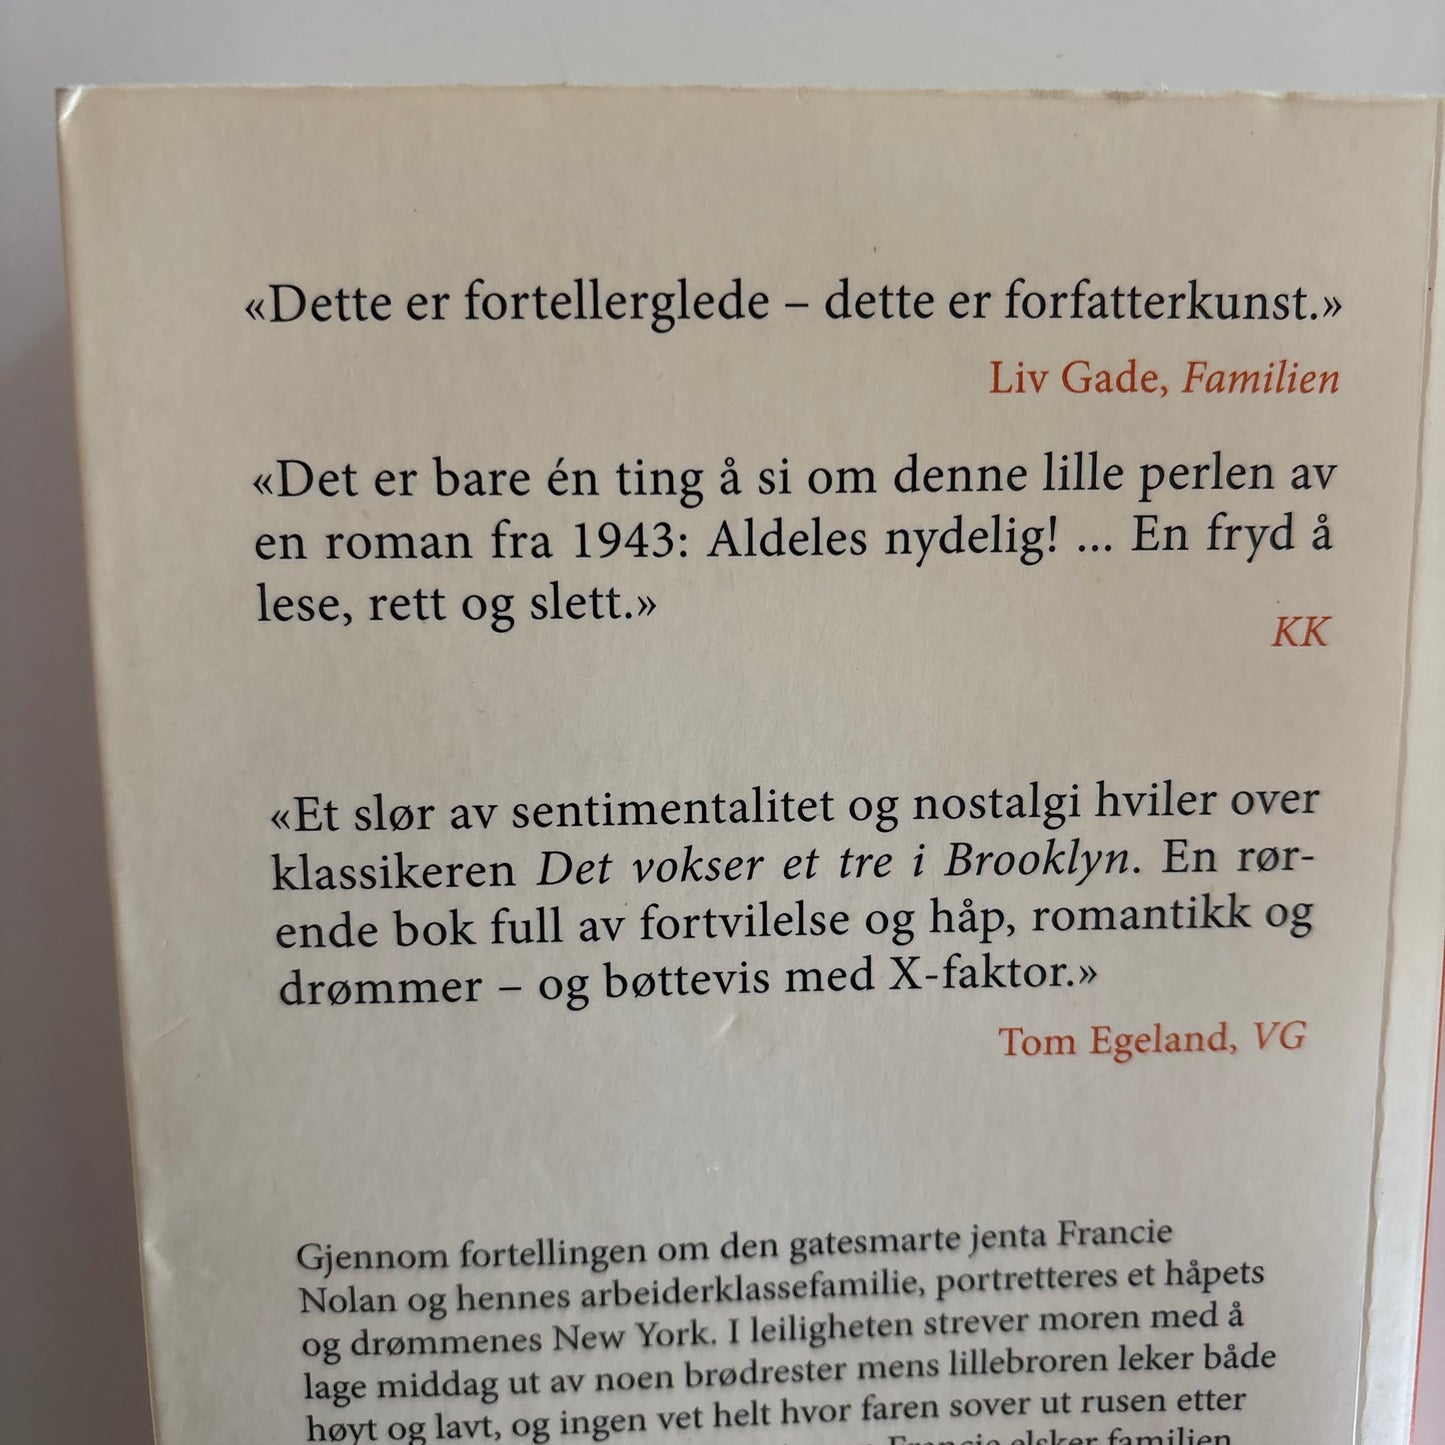 «Dette er fortellerglede – dette er forfatterkunst.»
Liv Gade, Familien
«Det er bare én ting å si om denne lille perlen av
en roman fra 1943: Aldeles nydelig! ... En fryd å
lese, rett og slett.»
KK
«Et slør av sentimentalitet og nostalgi hviler over
klassikeren Det vokser et tre i Brooklyn. En rør-
ende bok full av fortvilelse og håp, romantikk og
drømmer – og bøttevis med X-faktor.»
Tom Egeland, VG
Gjennom fortellingen om den gatesmarte jenta Francie
Nolan og hennes arbeiderklassefamilie, portretteres et håpets
og drømmenes New York. I leiligheten strever moren med å
lage middag ut av noen brødrester mens lillebroren leker både
høyt og lavt, og ingen vet helt hvor faren sover ut rusen etter
Francie elsker familien